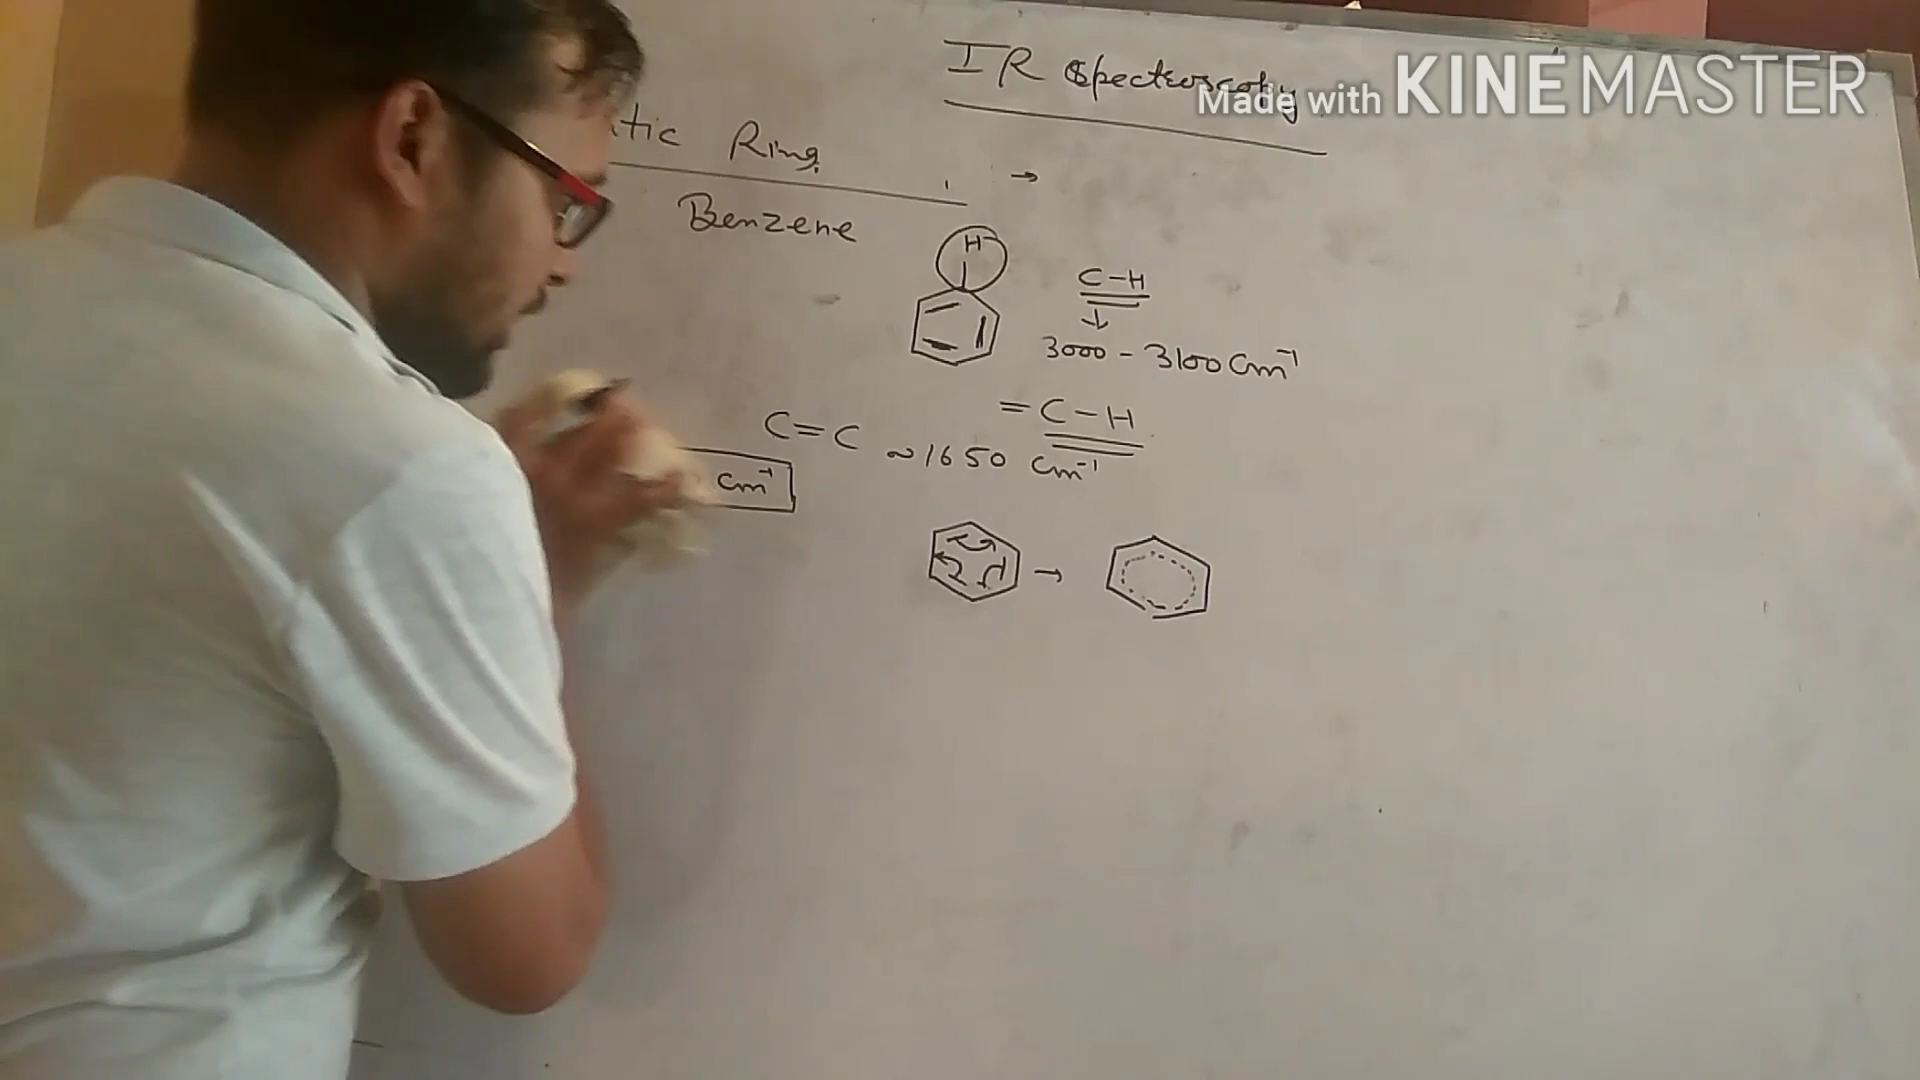 IR Spectroscopy
Made with KINEMASTER
tic Ring
→
Benzene
H
C-H
↓
3000 - 3100 cm⁻¹
= C-H
C=C ~1650 cm⁻¹
cm⁻¹
→